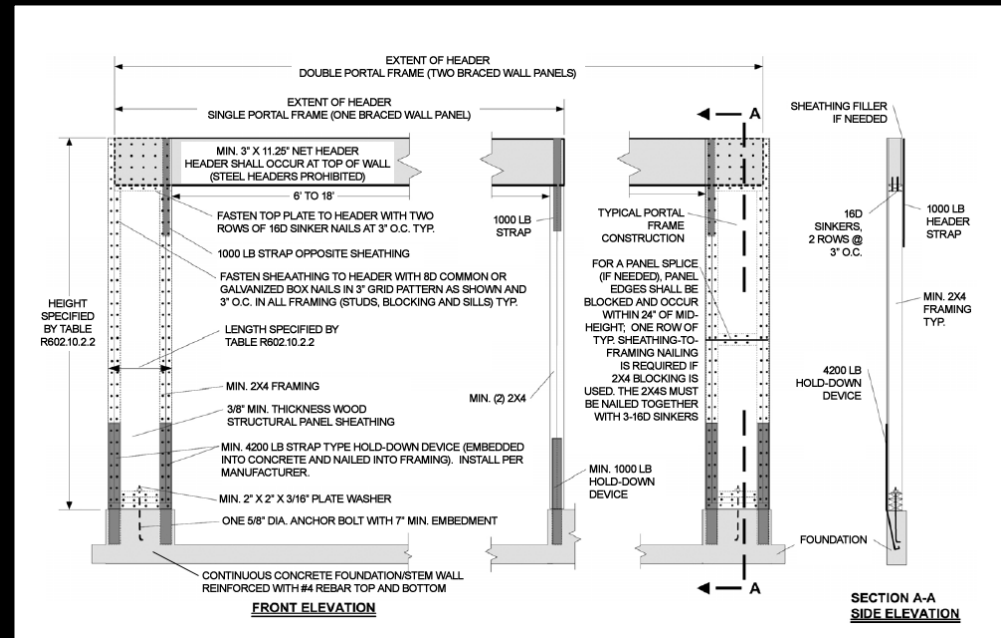 EXTENT OF HEADER
DOUBLE PORTAL FRAME (TWO BRACED WALL PANELS)
EXTENT OF HEADER
SINGLE PORTAL FRAME (ONE BRACED WALL PANEL)
A
SHEATHING FILLER
IF NEEDED
MIN. 3" X 11.25" NET HEADER
HEADER SHALL OCCUR AT TOP OF WALL
(STEEL HEADERS PROHIBITED)
6' TO 18'
FASTEN TOP PLATE TO HEADER WITH TWO
ROWS OF 16D SINKER NAILS AT 3" O.C. TYP.
1000 LB STRAP OPPOSITE SHEATHING
FASTEN SHEAATHING TO HEADER WITH 8D COMMON OR
GALVANIZED BOX NAILS IN 3" GRID PATTERN AS SHOWN AND
3" O.C. IN ALL FRAMING (STUDS, BLOCKING AND SILLS) TYP.
HEIGHT
SPECIFIED
BY TABLE
R602.10.2.2
LENGTH SPECIFIED BY
TABLE R602.10.2.2
MIN. 2X4 FRAMING
3/8" MIN. THICKNESS WOOD
STRUCTURAL PANEL SHEATHING
MIN. 4200 LB STRAP TYPE HOLD-DOWN DEVICE (EMBEDDED
INTO CONCRETE AND NAILED INTO FRAMING). INSTALL PER
MANUFACTURER.
MIN. 2" X 2" X 3/16" PLATE WASHER
ONE 5/8" DIA. ANCHOR BOLT WITH 7" MIN. EMBEDMENT
CONTINUOUS CONCRETE FOUNDATION/STEM WALL
REINFORCED WITH #4 REBAR TOP AND BOTTOM
FRONT ELEVATION
1000 LB
STRAP
MIN. (2) 2X4
MIN. 1000 LB
HOLD-DOWN
DEVICE
TYPICAL PORTAL
FRAME
CONSTRUCTION
FOR A PANEL SPLICE
(IF NEEDED), PANEL
EDGES SHALL BE
BLOCKED AND OCCUR
WITHIN 24" OF MID-
HEIGHT; ONE ROW OF
TYP. SHEATHING-TO-
FRAMING NAILING
IS REQUIRED IF
2X4 BLOCKING IS
USED. THE 2X4S MUST
BE NAILED TOGETHER
WITH 3-16D SINKERS
A
16D
SINKERS,
2 ROWS @
3" O.C.
1000 LB
HEADER
STRAP
MIN. 2X4
FRAMING
TYP.
4200 LB
HOLD-DOWN
DEVICE
FOUNDATION
SECTION A-A
SIDE ELEVATION